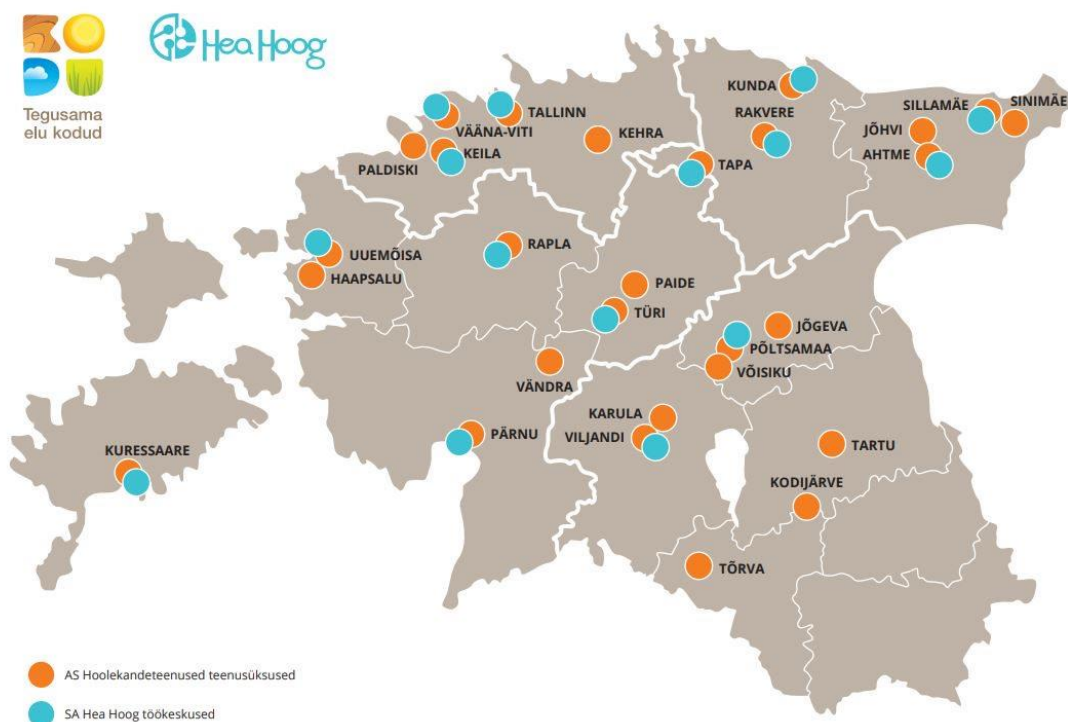 KODU
Tegusama
elu kodud
Hea Hoog
KUNDA
RAKVERE
TAPA
SILLAMÄE
SINIMÄE
JÕHVI
AHTME
TALLINN
VÄÄNA-VITI
KEHRA
KEILA
PALDISKI
UUEMÕISA
HAAPSALU
RAPLA
PAIDE
TÜRI
JÕGEVA
PÕLTSAMAA
VÕISIKU
VÄNDRA
KARULA
VILJANDI
PÄRNU
KURESSAARE
TARTU
KODIJÄRVE
TÕRVA
AS Hoolekandeteenused teenusüksused
SA Hea Hoog töökeskused